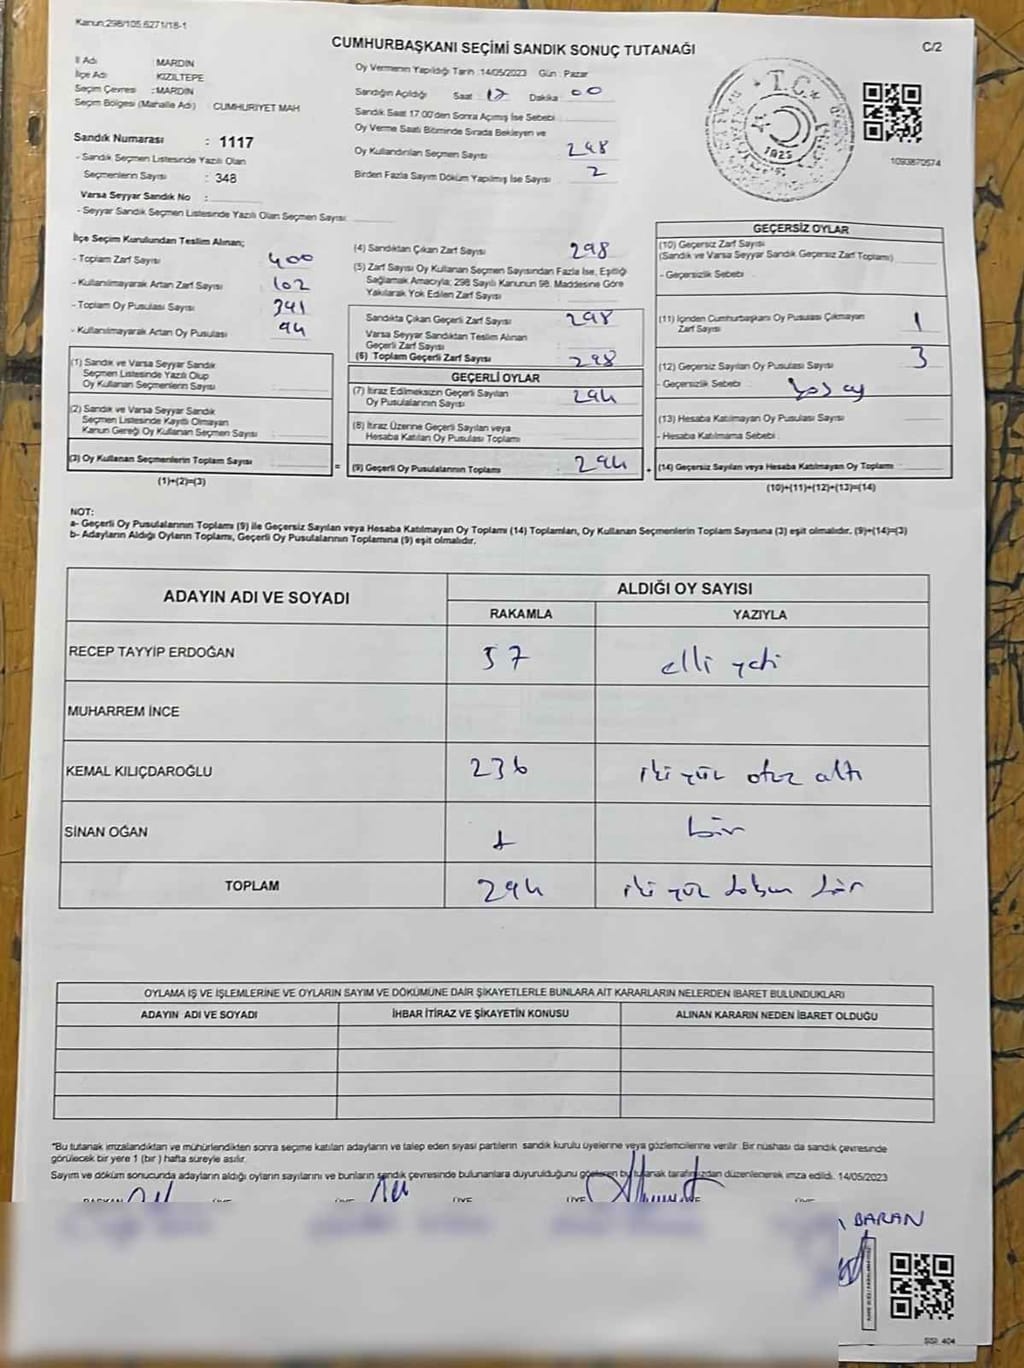 Kanun:298/105,6271/18-1
CUMHURBAŞKANI SEÇİMİ SANDIK SONUÇ TUTANAĞI
C/2
İl Adı : MARDİN
İlçe Adı : KIZILTEPE
Seçim Çevresi : MARDİN
Seçim Bölgesi (Mahalle Adı) CUMHURİYET MAH
Sandık Numarası : 1117
- Sandık Seçmen Listesinde Yazılı Olan
Seçmenlerin Sayısı : 348
Varsa Seyyar Sandık No :
- Seyyar Sandık Seçmen Listesinde Yazılı Olan Seçmen Sayısı:
Oy Vermenin Yapıldığı Tarih :14/05/2023 Gün : Pazar
Sandığın Açıldığı Saat : 17 Dakika : 00
Sandık Saat 17.00'den Sonra Açılmış İse Sebebi :
Oy Verme Saati Bitiminde Sırada Bekleyen ve
Oy Kullandırılan Seçmen Sayısı : 298
Birden Fazla Sayım Döküm Yapılmış İse Sayısı : 2
T.C.
1093870574
İlçe Seçim Kurulundan Teslim Alınan;
- Toplam Zarf Sayısı : 400
- Kullanılmayarak Artan Zarf Sayısı : 102
- Toplam Oy Pusulası Sayısı : 391
- Kullanılmayarak Artan Oy Pusulası : 94
(1) Sandık ve Varsa Seyyar Sandık
Seçmen Listesinde Yazılı Olup
Oy Kullanan Seçmenlerin Sayısı :
(2) Sandık ve Varsa Seyyar Sandık
Seçmen Listesinde Kayıtlı Olmayan
Kanun Gereği Oy Kullanan Seçmen Sayısı :
(3) Oy Kullanan Seçmenlerin Toplam Sayısı :
(1)+(2)=(3)
(4) Sandıktan Çıkan Zarf Sayısı : 298
(5) Zarf Sayısı Oy Kullanan Seçmen Sayısından Fazla İse, Eşitliği
Sağlamak Amacıyla; 298 Sayılı Kanunun 98. Maddesine Göre
Yakılarak Yok Edilen Zarf Sayısı :
Sandıkta Çıkan Geçerli Zarf Sayısı : 298
Varsa Seyyar Sandıktan Teslim Alınan
Geçerli Zarf Sayısı :
(6) Toplam Geçerli Zarf Sayısı : 298
GEÇERLİ OYLAR
(7) İtiraz Edilmeksizin Geçerli Sayılan
Oy Pusulalarının Sayısı : 294
(8) İtiraz Üzerine Geçerli Sayılan veya
Hesaba Katılan Oy Pusulası Toplamı :
= (9) Geçerli Oy Pusulalarının Toplamı : 294 +
GEÇERSİZ OYLAR
(10) Geçersiz Zarf Sayısı
(Sandık ve Varsa Seyyar Sandık Geçersiz Zarf Toplamı) :
- Geçersizlik Sebebi :
(11) İçinden Cumhurbaşkanı Oy Pusulası Çıkmayan
Zarf Sayısı : 1
(12) Geçersiz Sayılan Oy Pusulası Sayısı : 3
- Geçersizlik Sebebi : boş oy
(13) Hesaba Katılmayan Oy Pusulası Sayısı :
- Hesaba Katılmama Sebebi :
(14) Geçersiz Sayılan veya Hesaba Katılmayan Oy Toplamı :
(10)+(11)+(12)+(13)=(14)
NOT:
a- Geçerli Oy Pusulalarının Toplamı (9) ile Geçersiz Sayılan veya Hesaba Katılmayan Oy Toplamı (14) Toplamları, Oy Kullanan Seçmenlerin Toplam Sayısına (3) eşit olmalıdır. (9)+(14)=(3)
b- Adayların Aldığı Oyların Toplamı, Geçerli Oy Pusulalarının Toplamına (9) eşit olmalıdır.
ADAYIN ADI VE SOYADI
ALDIĞI OY SAYISI
RAKAMLA YAZIYLA
RECEP TAYYİP ERDOĞAN 57 elli yedi
MUHARREM İNCE
KEMAL KILIÇDAROĞLU 236 iki yüz otuz altı
SİNAN OĞAN 1 bir
TOPLAM 294 iki yüz doksan dör
OYLAMA İŞ VE İŞLEMLERİNE VE OYLARIN SAYIM VE DÖKÜMÜNE DAİR ŞİKAYETLERLE BUNLARA AİT KARARLARIN NELERDEN İBARET BULUNDUKLARI
ADAYIN ADI VE SOYADI İHBAR İTİRAZ VE ŞİKAYETİN KONUSU ALINAN KARARIN NEDEN İBARET OLDUĞU
*Bu tutanak imzalandıktan ve mühürlendikten sonra seçime katılan adayların ve talep eden siyasi partilerin sandık kurulu üyelerine veya gözlemcilerine verilir. Bir nüshası da sandık çevresinde
görülecek bir yere 1 (bir) hafta süreyle asılır.
Sayım ve döküm sonucunda adayların aldığı oyların sayılarını ve bunların sandık çevresinde bulunanlara duyurulduğunu gösteren bu tutanak tarafımızdan düzenlenerek imza edildi. 14/05/2023
BAŞKAN ÜYE ÜYE ÜYE ÜYE ÜYE
BARAN
SSİ: 404